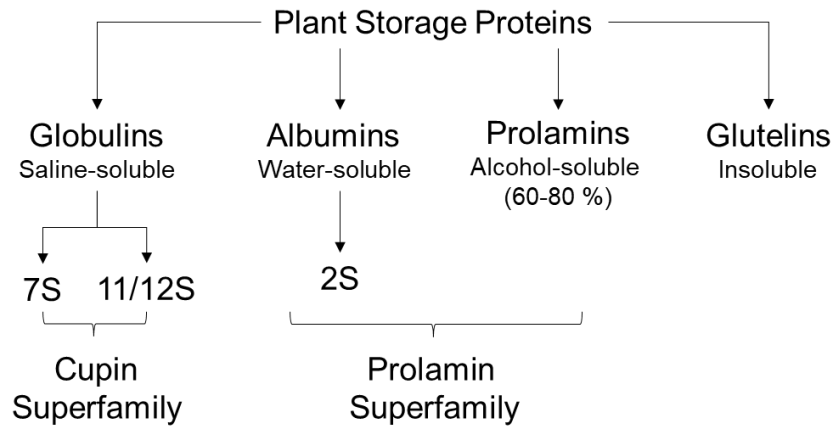 Plant Storage Proteins
Globulins
Saline-soluble
Albumins
Water-soluble
Prolamins
Alcohol-soluble
(60-80 %)
Glutelins
Insoluble
7S
11/12S
2S
Cupin
Superfamily
Prolamin
Superfamily